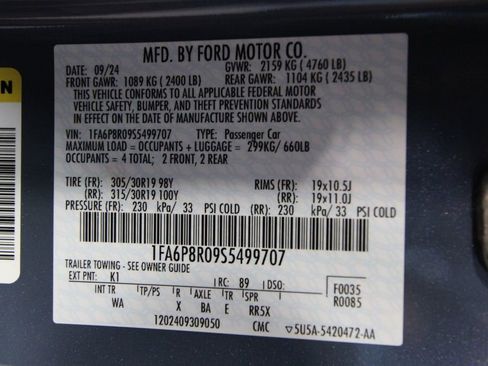 MFD. BY FORD MOTOR CO.
DATE: 09/24 GVWR: 2159 KG ( 4760 LB)
FRONT GAWR: 1089 KG ( 2400 LB) REAR GAWR: 1104 KG ( 2435 LB)
THIS VEHICLE CONFORMS TO ALL APPLICABLE FEDERAL MOTOR
VEHICLE SAFETY, BUMPER, AND THEFT PREVENTION STANDARDS IN
EFFECT ON THE DATE OF MANUFACTURE SHOWN ABOVE.
VIN: 1FA6P8R09S5499707 TYPE: Passenger Car
MAXIMUM LOAD = OCCUPANTS + LUGGAGE = 299KG/ 660LB
OCCUPANTS = 4 TOTAL; 2 FRONT, 2 REAR
TIRE (FR): 305/30R19 98Y RIMS (FR): 19x10.5J
(RR): 315/30R19 100Y (RR): 19x11.0J
PRESSURE (FR): 230 kPa/ 33 PSI COLD (RR): 230 kPa/ 33 PSI COLD
1FA6P8R09S5499707
TRAILER TOWING - SEE OWNER GUIDE
EXT PNT: K1 RC: 89 DSO: F0035
INT TR TP/PS R AXLE TR SPR R0085
WA X BA E RR5X
1202409309050 CMC 5U5A-5420472-AA